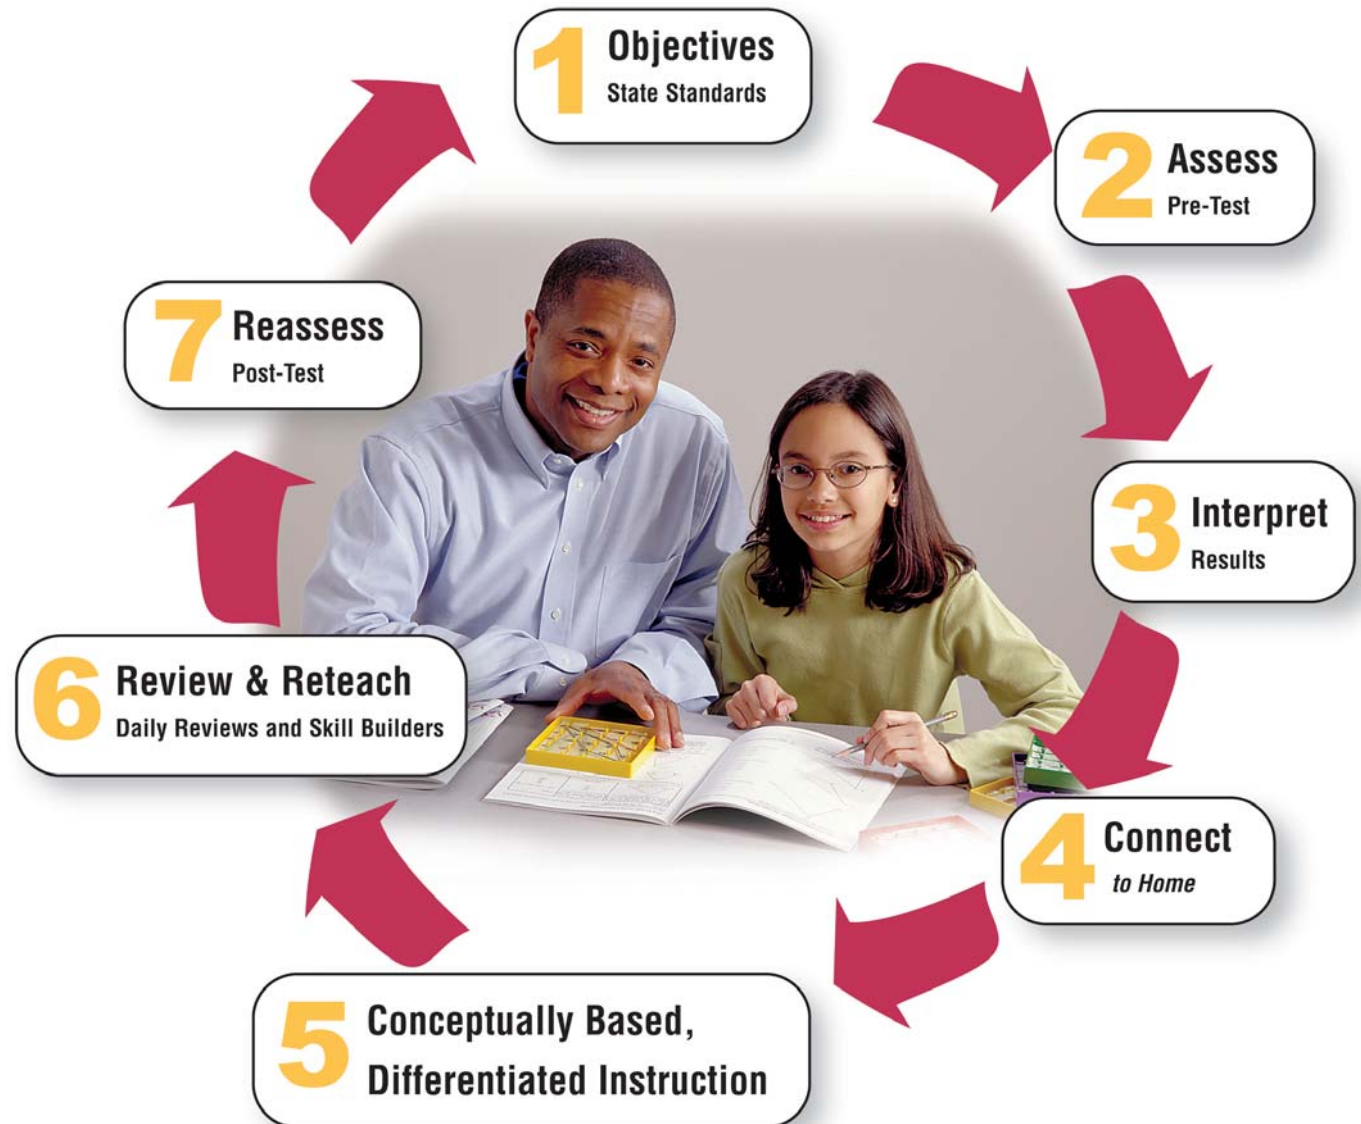 1 Objectives
State Standards
2 Assess
Pre-Test
3 Interpret
Results
4 Connect
to Home
5 Conceptually Based,
Differentiated Instruction
6 Review & Reteach
Daily Reviews and Skill Builders
7 Reassess
Post-Test